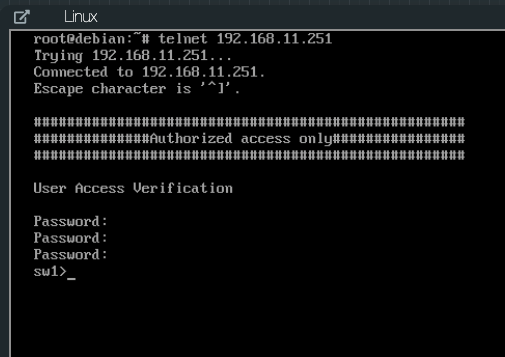 Linux
root@debian:~# telnet 192.168.11.251
Trying 192.168.11.251...
Connected to 192.168.11.251.
Escape character is '^]'.
####################################################
##############Authorized access only################
####################################################
User Access Verification
Password:
Password:
Password:
sw1>_